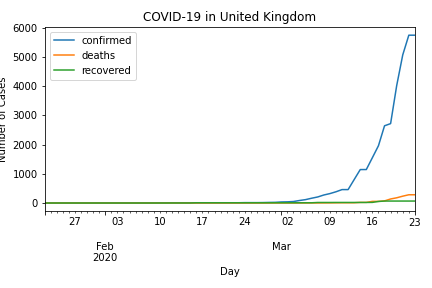 COVID-19 in United Kingdom
confirmed
deaths
recovered
6000
5000
4000
3000
2000
1000
0
Number of Cases
27 03 10 17 24 02 09 16 23
Feb Mar
2020
Day